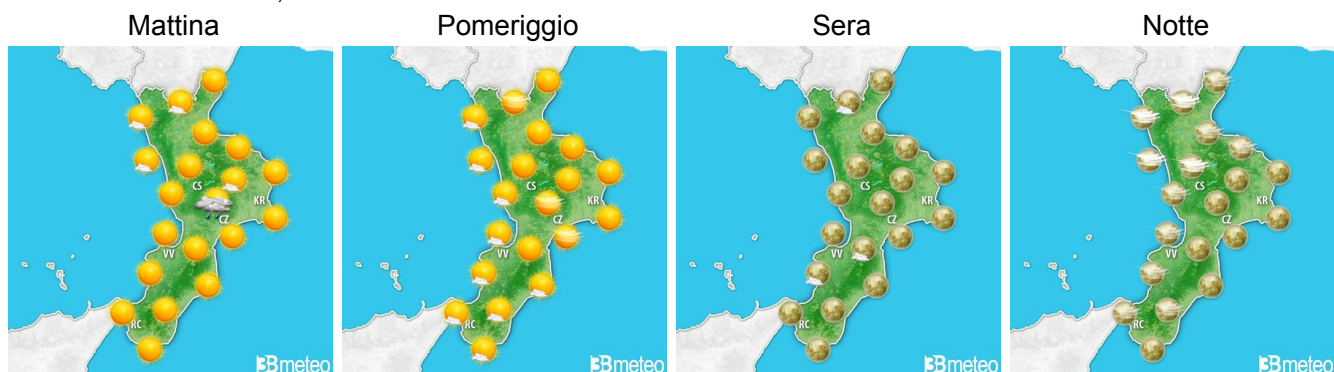 Mattina Pomeriggio Sera Notte
CS KR CZ VV RC 3Bmeteo
CS KR CZ VV RC 3Bmeteo
CS KR CZ VV RC 3Bmeteo
CS KR CZ VV RC 3Bmeteo